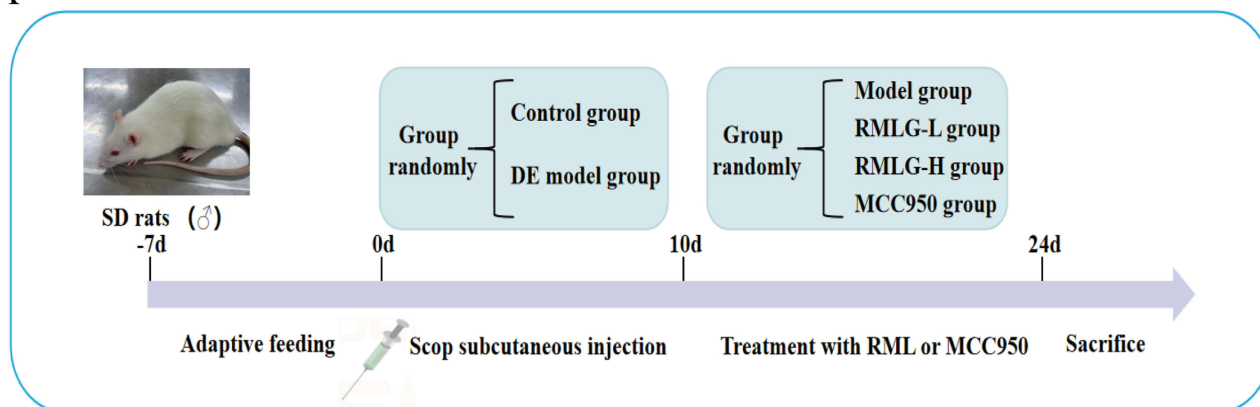 Group
randomly
Control group
DE model group
Group
randomly
Model group
RMLG-L group
RMLG-H group
MCC950 group
SD rats (♂)
-7d
0d
10d
24d
Adaptive feeding
Scop subcutaneous injection
Treatment with RML or MCC950
Sacrifice